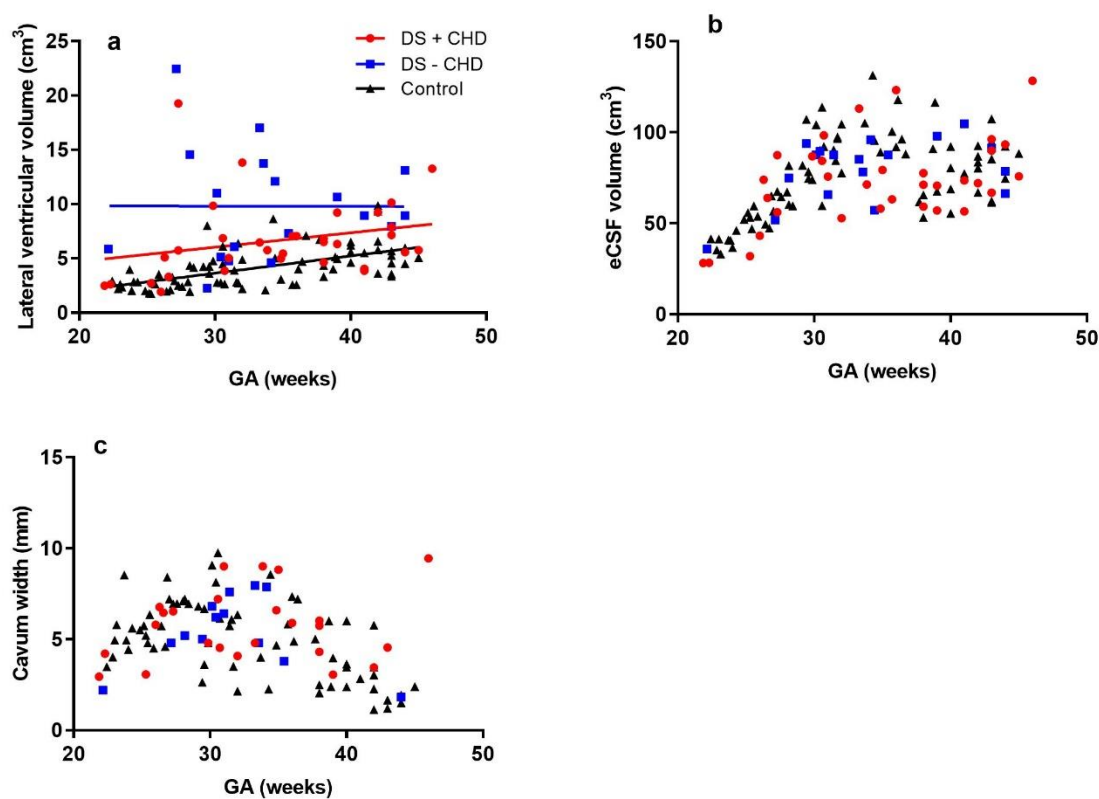 a
DS + CHD
DS - CHD
Control
Lateral ventricular volume (cm³)
25
20
15
10
5
0
20 30 40 50
GA (weeks)
b
eCSF volume (cm³)
150
100
50
0
20 30 40 50
GA (weeks)
c
Cavum width (mm)
15
10
5
0
20 30 40 50
GA (weeks)